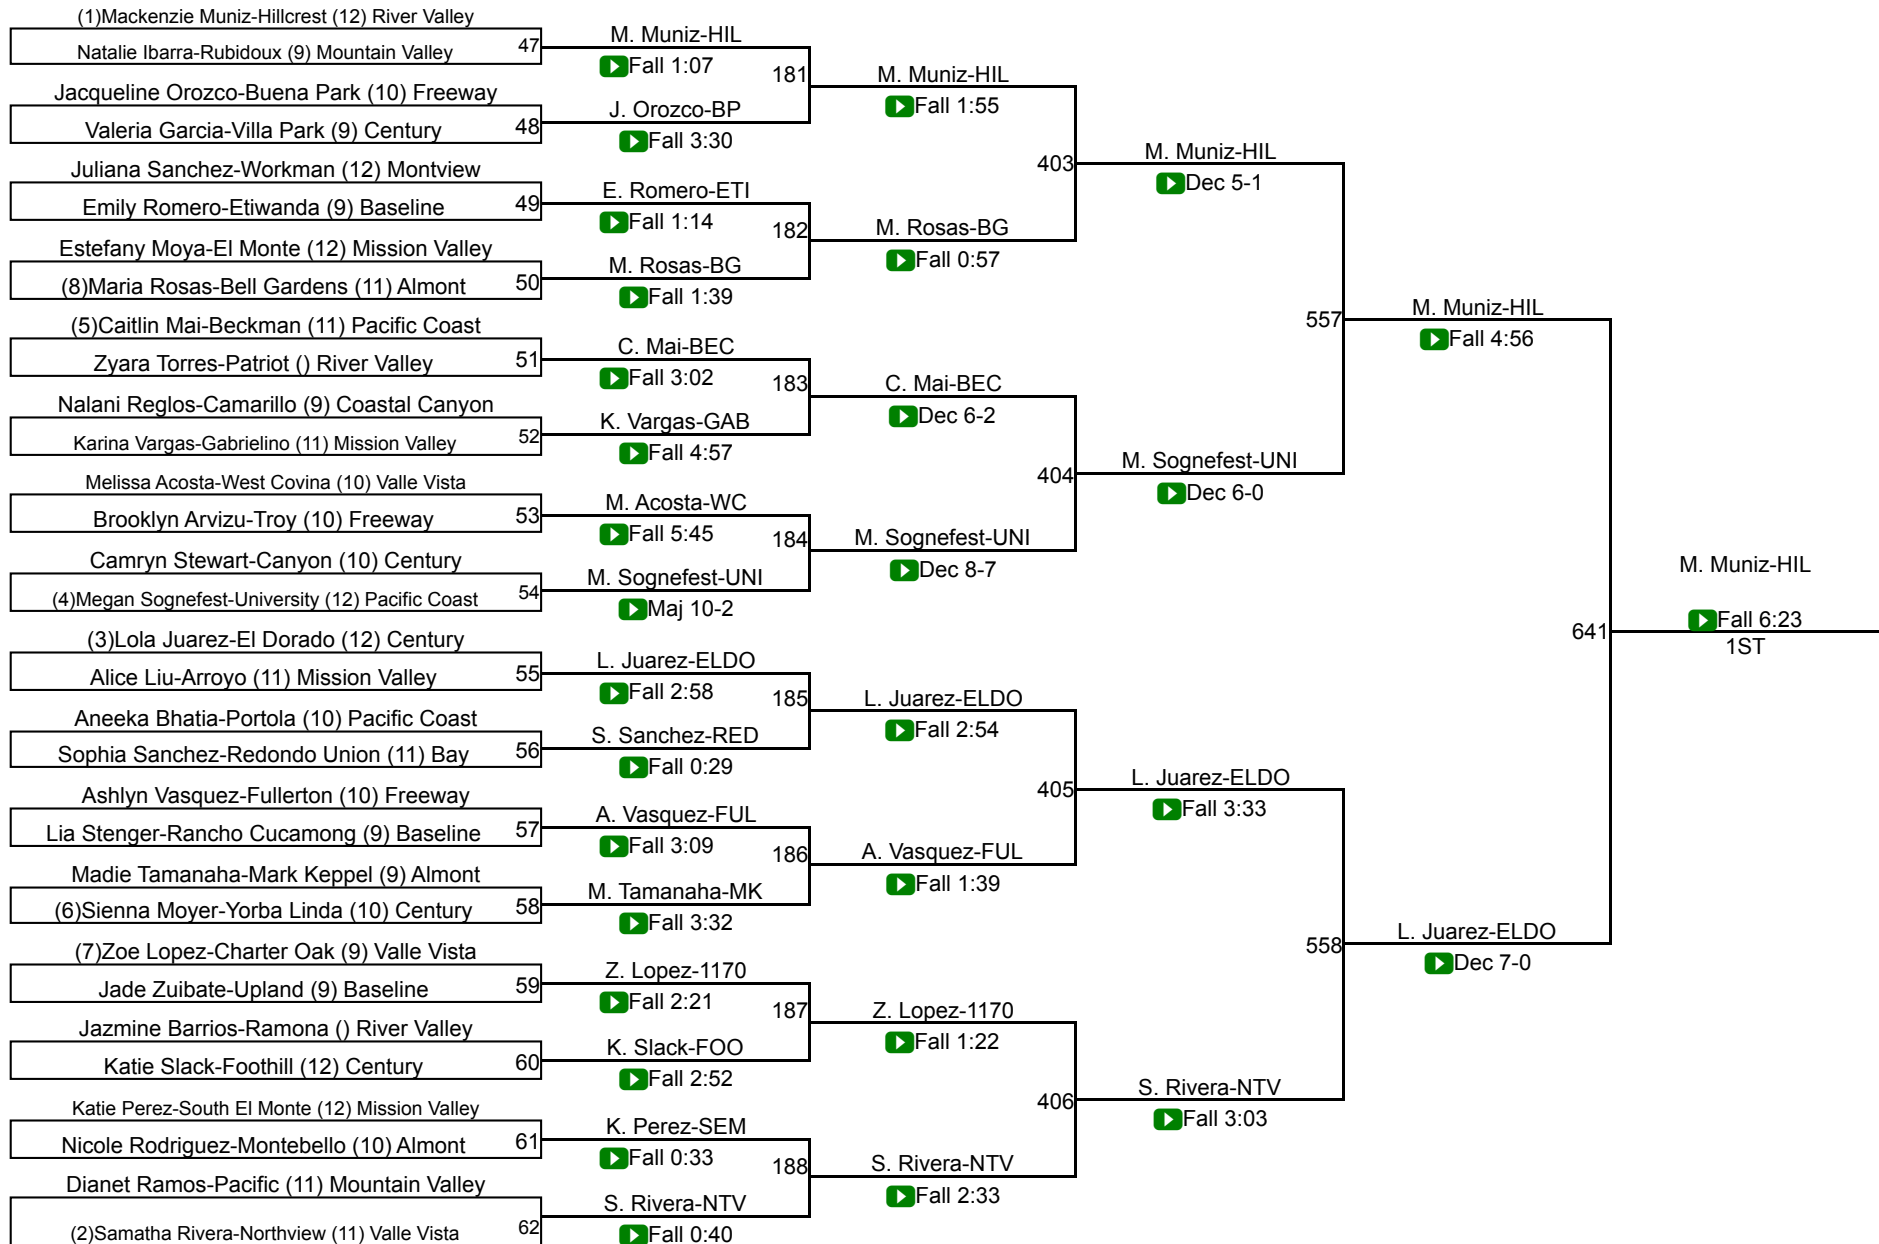 (1)Mackenzie Muniz-Hillcrest (12) River Valley
Natalie Ibarra-Rubidoux (9) Mountain Valley
47
Jacqueline Orozco-Buena Park (10) Freeway
Valeria Garcia-Villa Park (9) Century
48
Juliana Sanchez-Workman (12) Montview
Emily Romero-Etiwanda (9) Baseline
49
Estefany Moya-El Monte (12) Mission Valley
(8)Maria Rosas-Bell Gardens (11) Almont
50
(5)Caitlin Mai-Beckman (11) Pacific Coast
Zyara Torres-Patriot () River Valley
51
Nalani Reglos-Camarillo (9) Coastal Canyon
Karina Vargas-Gabrielino (11) Mission Valley
52
Melissa Acosta-West Covina (10) Valle Vista
Brooklyn Arvizu-Troy (10) Freeway
53
Camryn Stewart-Canyon (10) Century
(4)Megan Sognefest-University (12) Pacific Coast
54
(3)Lola Juarez-El Dorado (12) Century
Alice Liu-Arroyo (11) Mission Valley
55
Aneeka Bhatia-Portola (10) Pacific Coast
Sophia Sanchez-Redondo Union (11) Bay
56
Ashlyn Vasquez-Fullerton (10) Freeway
Lia Stenger-Rancho Cucamong (9) Baseline
57
Madie Tamanaha-Mark Keppel (9) Almont
(6)Sienna Moyer-Yorba Linda (10) Century
58
(7)Zoe Lopez-Charter Oak (9) Valle Vista
Jade Zuibate-Upland (9) Baseline
59
Jazmine Barrios-Ramona () River Valley
Katie Slack-Foothill (12) Century
60
Katie Perez-South El Monte (12) Mission Valley
Nicole Rodriguez-Montebello (10) Almont
61
Dianet Ramos-Pacific (11) Mountain Valley
(2)Samatha Rivera-Northview (11) Valle Vista
62
M. Muniz-HIL
Fall 1:07
181
J. Orozco-BP
Fall 3:30
E. Romero-ETI
Fall 1:14
182
M. Rosas-BG
Fall 1:39
C. Mai-BEC
Fall 3:02
183
K. Vargas-GAB
Fall 4:57
M. Acosta-WC
Fall 5:45
184
M. Sognefest-UNI
Maj 10-2
L. Juarez-ELDO
Fall 2:58
185
S. Sanchez-RED
Fall 0:29
A. Vasquez-FUL
Fall 3:09
186
M. Tamanaha-MK
Fall 3:32
Z. Lopez-1170
Fall 2:21
187
K. Slack-FOO
Fall 2:52
K. Perez-SEM
Fall 0:33
188
S. Rivera-NTV
Fall 0:40
M. Muniz-HIL
Fall 1:55
403
M. Rosas-BG
Fall 0:57
C. Mai-BEC
Dec 6-2
404
M. Sognefest-UNI
Dec 8-7
L. Juarez-ELDO
Fall 2:54
405
A. Vasquez-FUL
Fall 1:39
Z. Lopez-1170
Fall 1:22
406
S. Rivera-NTV
Fall 2:33
M. Muniz-HIL
Dec 5-1
557
M. Sognefest-UNI
Dec 6-0
L. Juarez-ELDO
Fall 3:33
558
S. Rivera-NTV
Fall 3:03
M. Muniz-HIL
Fall 4:56
641
L. Juarez-ELDO
Dec 7-0
M. Muniz-HIL
Fall 6:23
1ST